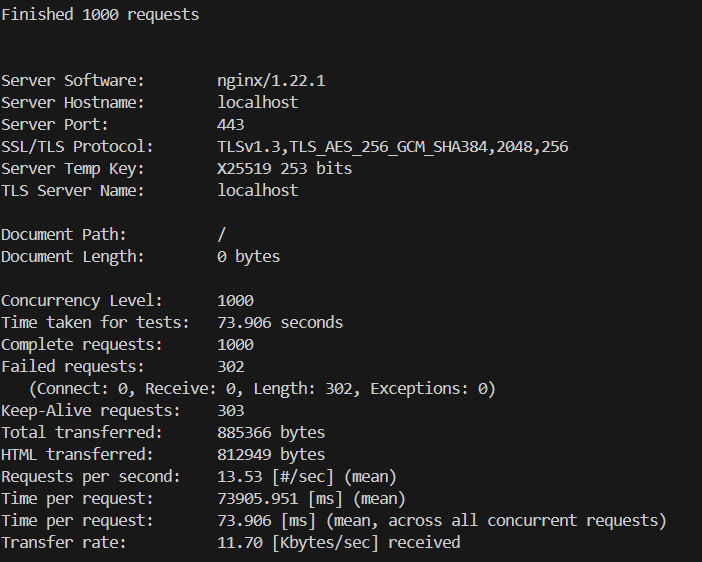 Finished 1000 requests
Server Software: nginx/1.22.1
Server Hostname: localhost
Server Port: 443
SSL/TLS Protocol: TLSv1.3,TLS_AES_256_GCM_SHA384,2048,256
Server Temp Key: X25519 253 bits
TLS Server Name: localhost
Document Path: /
Document Length: 0 bytes
Concurrency Level: 1000
Time taken for tests: 73.906 seconds
Complete requests: 1000
Failed requests: 302
(Connect: 0, Receive: 0, Length: 302, Exceptions: 0)
Keep-Alive requests: 303
Total transferred: 885366 bytes
HTML transferred: 812949 bytes
Requests per second: 13.53 [#/sec] (mean)
Time per request: 73905.951 [ms] (mean)
Time per request: 73.906 [ms] (mean, across all concurrent requests)
Transfer rate: 11.70 [Kbytes/sec] received